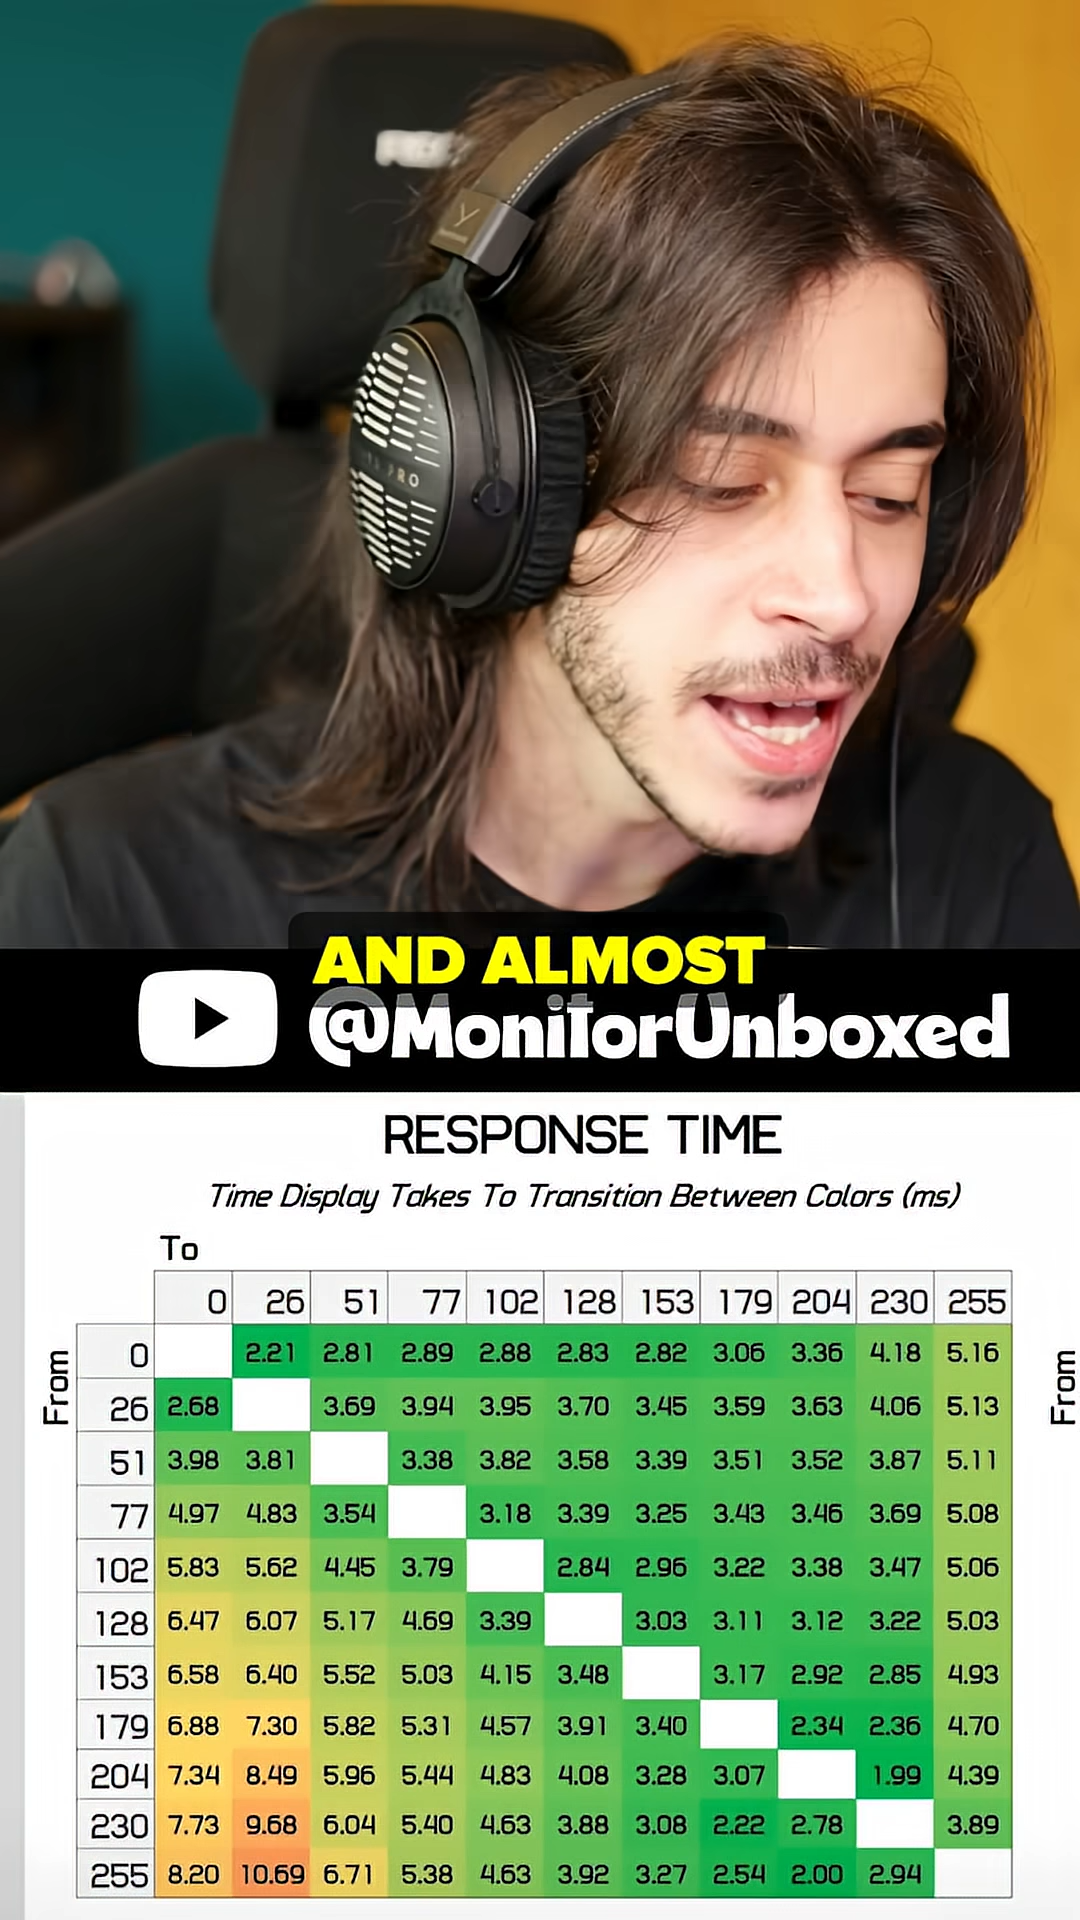 PRO
AND ALMOST
@MonitorUnboxed
RESPONSE TIME
Time Display Takes To Transition Between Colors (ms)
To
0 26 51 77 102 128 153 179 204 230 255
From
From
0 2.21 2.81 2.89 2.88 2.83 2.82 3.06 3.36 4.18 5.16
26 2.68 3.69 3.94 3.95 3.70 3.45 3.59 3.63 4.06 5.13
51 3.98 3.81 3.38 3.82 3.58 3.39 3.51 3.52 3.87 5.11
77 4.97 4.83 3.54 3.18 3.39 3.25 3.43 3.46 3.69 5.08
102 5.83 5.62 4.45 3.79 2.84 2.96 3.22 3.38 3.47 5.06
128 6.47 6.07 5.17 4.69 3.39 3.03 3.11 3.12 3.22 5.03
153 6.58 6.40 5.52 5.03 4.15 3.48 3.17 2.92 2.85 4.93
179 6.88 7.30 5.82 5.31 4.57 3.91 3.40 2.34 2.36 4.70
204 7.34 8.49 5.96 5.44 4.83 4.08 3.28 3.07 1.99 4.39
230 7.73 9.68 6.04 5.40 4.63 3.88 3.08 2.22 2.78 3.89
255 8.20 10.69 6.71 5.38 4.63 3.92 3.27 2.54 2.00 2.94